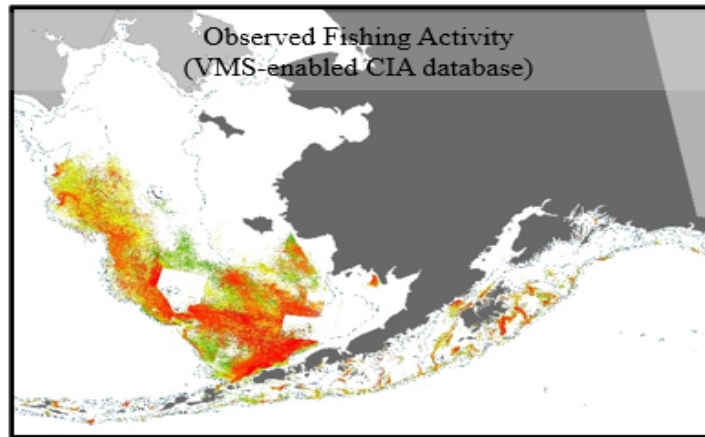 Observed Fishing Activity
(VMS-enabled CIA database)